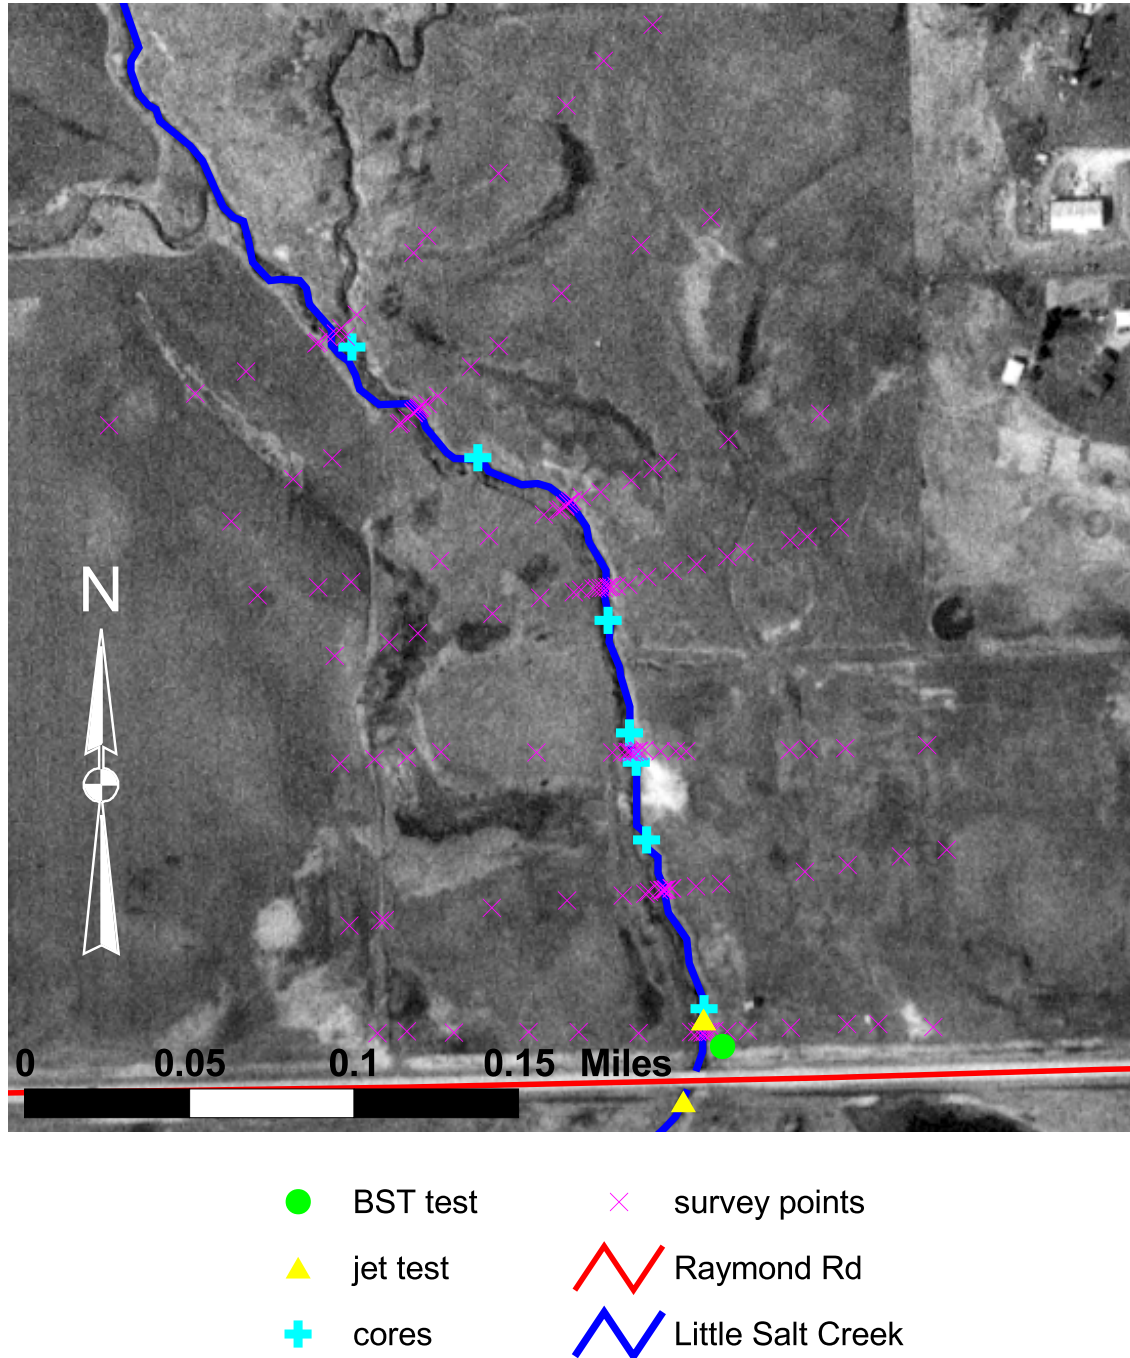 N
0 0.05 0.1 0.15 Miles
BST test
survey points
jet test
Raymond Rd
cores
Little Salt Creek